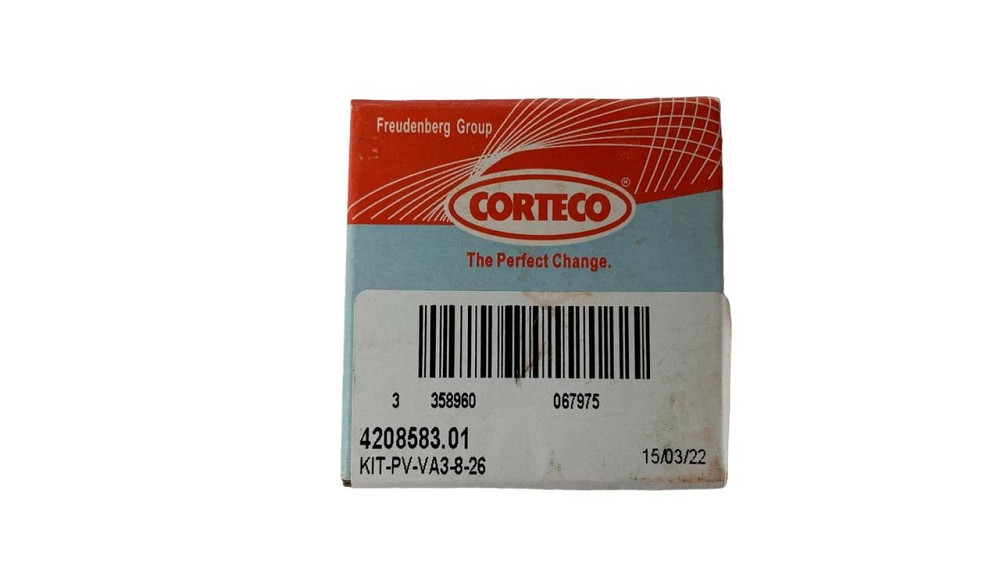 Freudenberg Group
CORTECO®
The Perfect Change.
3 358960 067975
4208583.01
KIT-PV-VA3-8-26
15/03/22